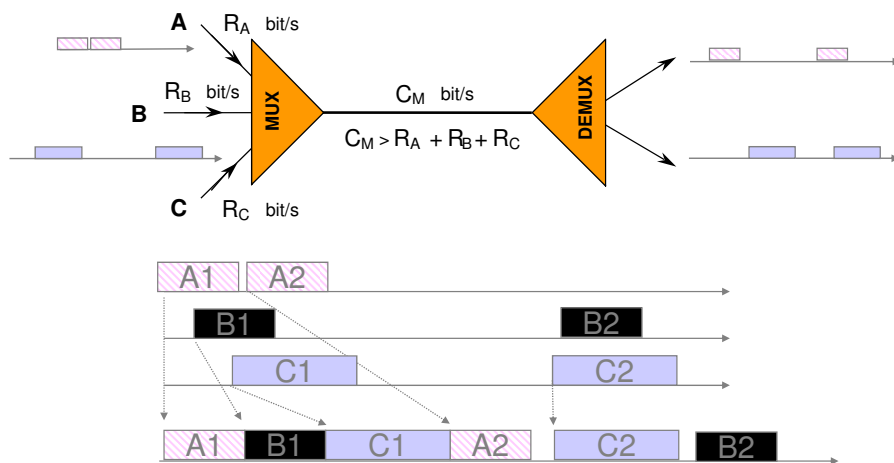 A
R_A bit/s
R_B bit/s
B
MUX
C_M bit/s
C_M > R_A + R_B + R_C
DEMUX
C
R_C bit/s
A1 A2
B1 B2
C1 C2
A1 B1 C1 A2 C2 B2